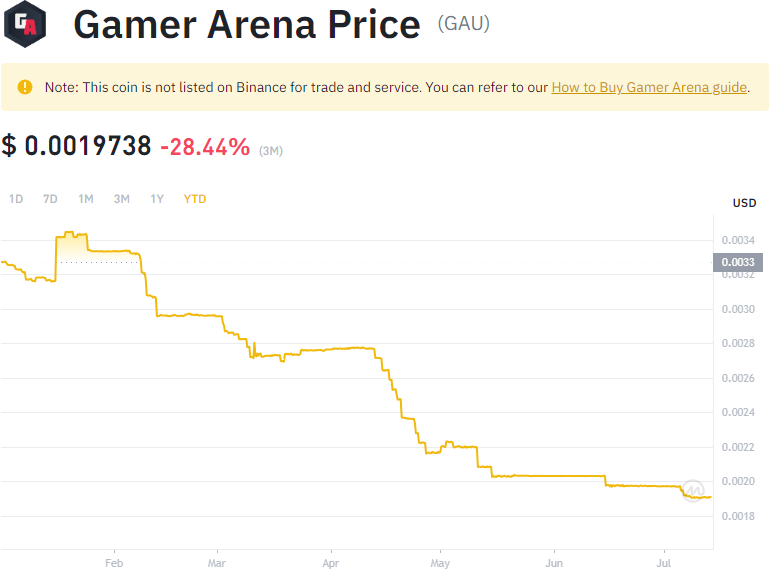 GA
Gamer Arena Price (GAU)
Note: This coin is not listed on Binance for trade and service. You can refer to our How to Buy Gamer Arena guide.
$ 0.0019738 -28.44% (3M)
1D 7D 1M 3M 1Y YTD
USD
0.0034
0.0033
0.0032
0.0030
0.0028
0.0026
0.0024
0.0022
0.0020
0.0018
Feb Mar Apr May Jun Jul